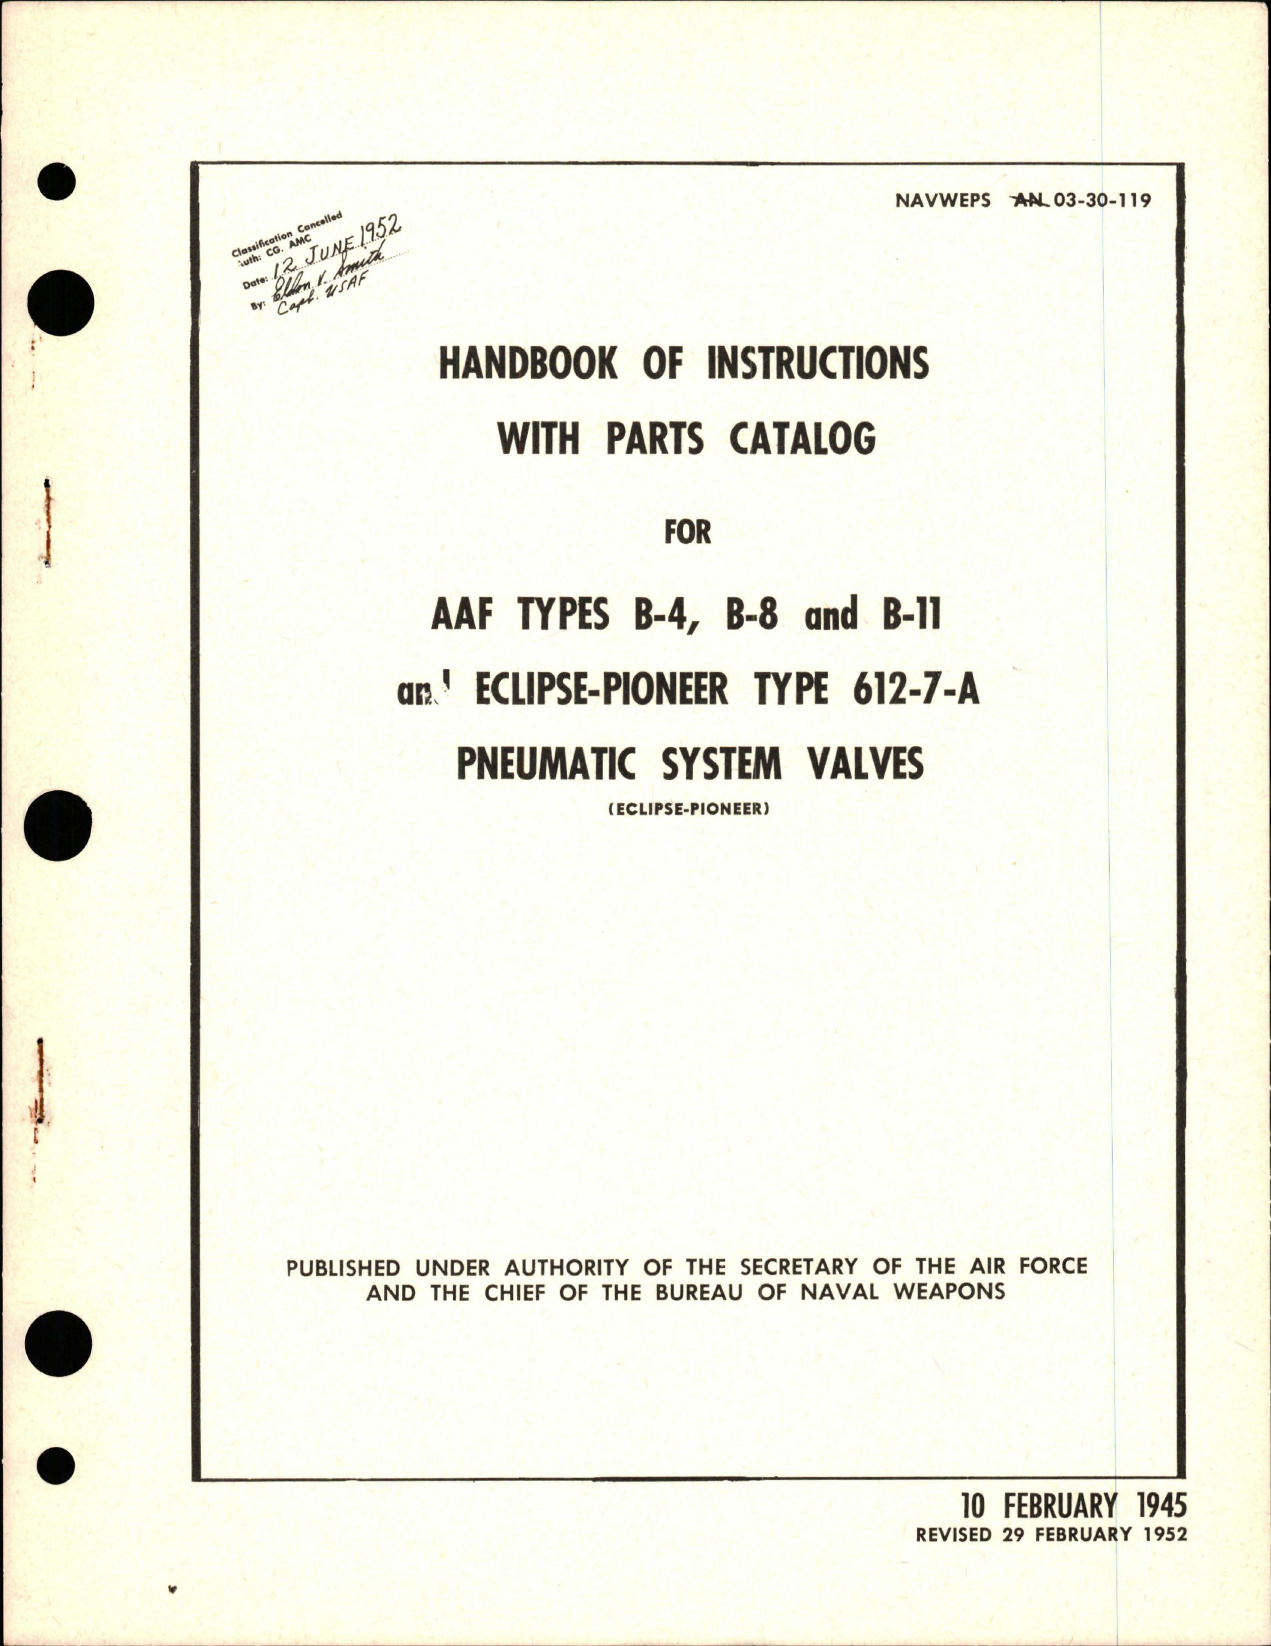 NAVWEPS AN 03-30-119
Classification Cancelled
Auth: CG. AMC
Date: 12 JUNE 1952
By: Eldon V. Smith
Capt. USAF
HANDBOOK OF INSTRUCTIONS
WITH PARTS CATALOG
FOR
AAF TYPES B-4, B-8 and B-11
and ECLIPSE-PIONEER TYPE 612-7-A
PNEUMATIC SYSTEM VALVES
(ECLIPSE-PIONEER)
PUBLISHED UNDER AUTHORITY OF THE SECRETARY OF THE AIR FORCE
AND THE CHIEF OF THE BUREAU OF NAVAL WEAPONS
10 FEBRUARY 1945
REVISED 29 FEBRUARY 1952